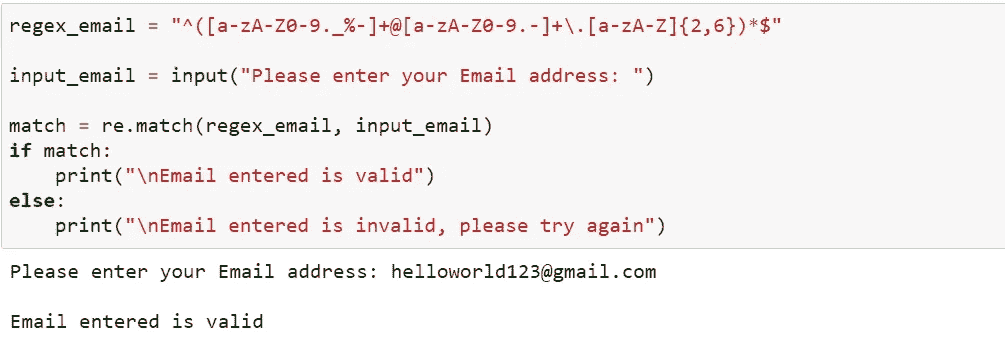 regex_email = "^([a-zA-Z0-9._%-]+@[a-zA-Z0-9.-]+\.[a-zA-Z]{2,6})*$"
input_email = input("Please enter your Email address: ")
match = re.match(regex_email, input_email)
if match:
    print("\nEmail entered is valid")
else:
    print("\nEmail entered is invalid, please try again")
Please enter your Email address: helloworld123@gmail.com
Email entered is valid